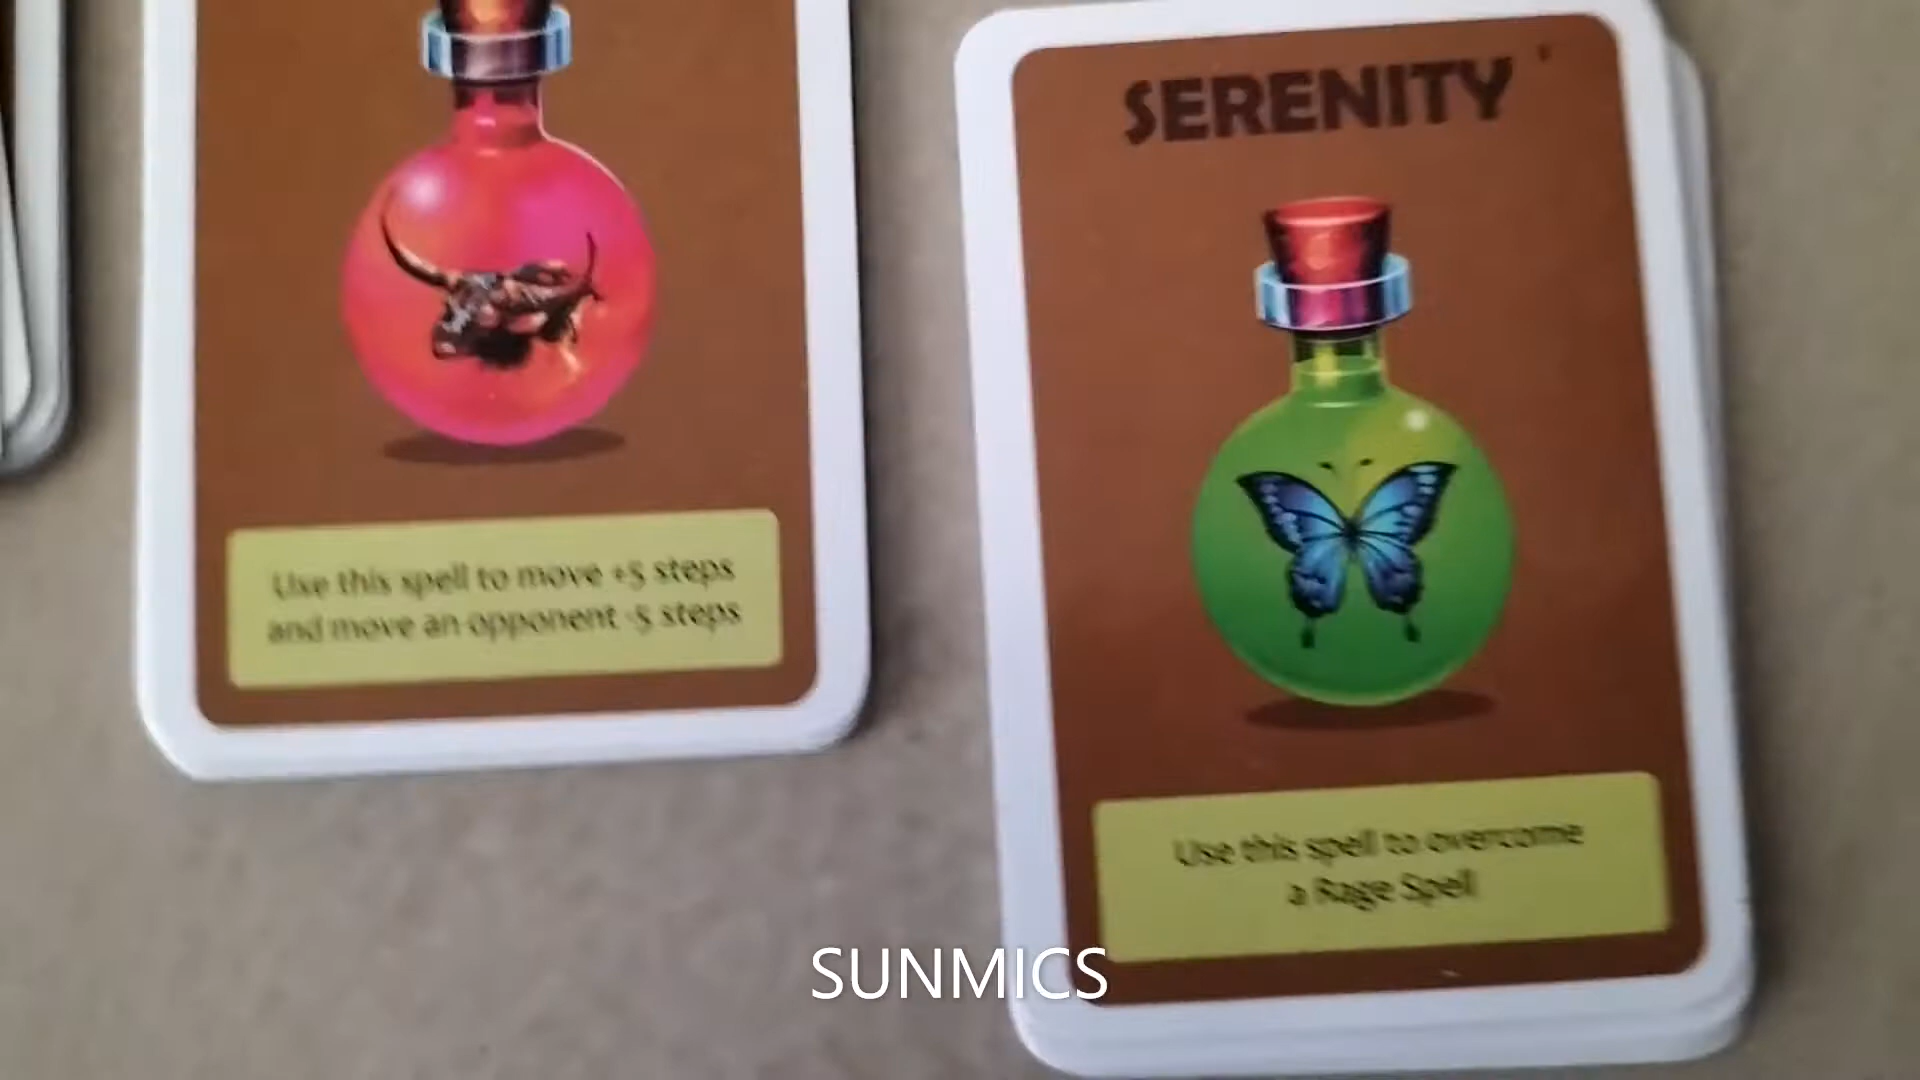 Use this spell to move +5 steps
and move an opponent -5 steps
SERENITY
Use this spell to overcome
a Rage Spell
SUNMICS